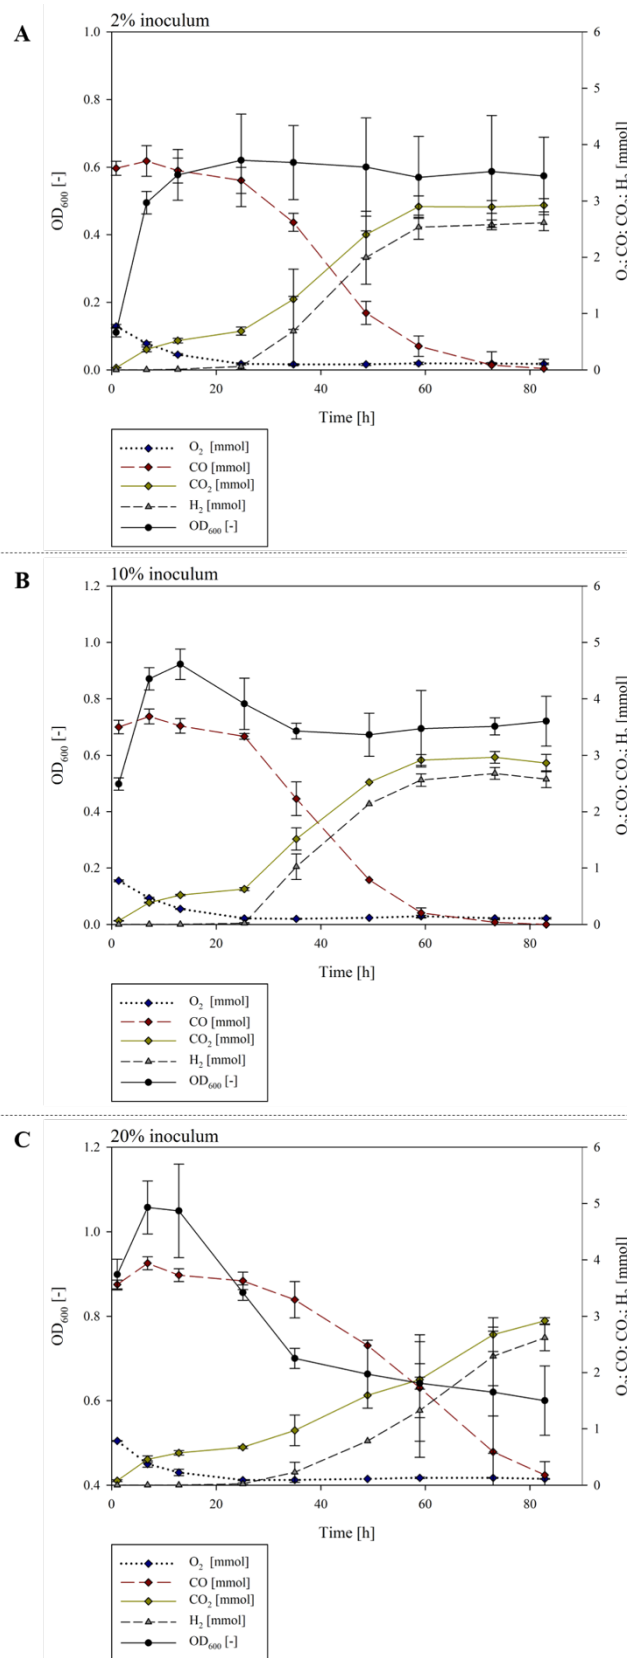 A
2% inoculum
1.0
0.8
0.6
0.4
0.2
0.0
OD600 [-]
6
5
4
3
2
1
0
O2; CO; CO2; H2 [mmol]
0
20
40
60
80
Time [h]
O2 [mmol]
CO [mmol]
CO2 [mmol]
H2 [mmol]
OD600 [-]
B
10% inoculum
1.2
1.0
0.8
0.6
0.4
0.2
0.0
OD600 [-]
6
5
4
3
2
1
0
O2; CO; CO2; H2 [mmol]
0
20
40
60
80
Time [h]
O2 [mmol]
CO [mmol]
CO2 [mmol]
H2 [mmol]
OD600 [-]
C
20% inoculum
1.2
1.0
0.8
0.6
0.4
OD600 [-]
6
5
4
3
2
1
0
O2; CO; CO2; H2 [mmol]
0
20
40
60
80
Time [h]
O2 [mmol]
CO [mmol]
CO2 [mmol]
H2 [mmol]
OD600 [-]